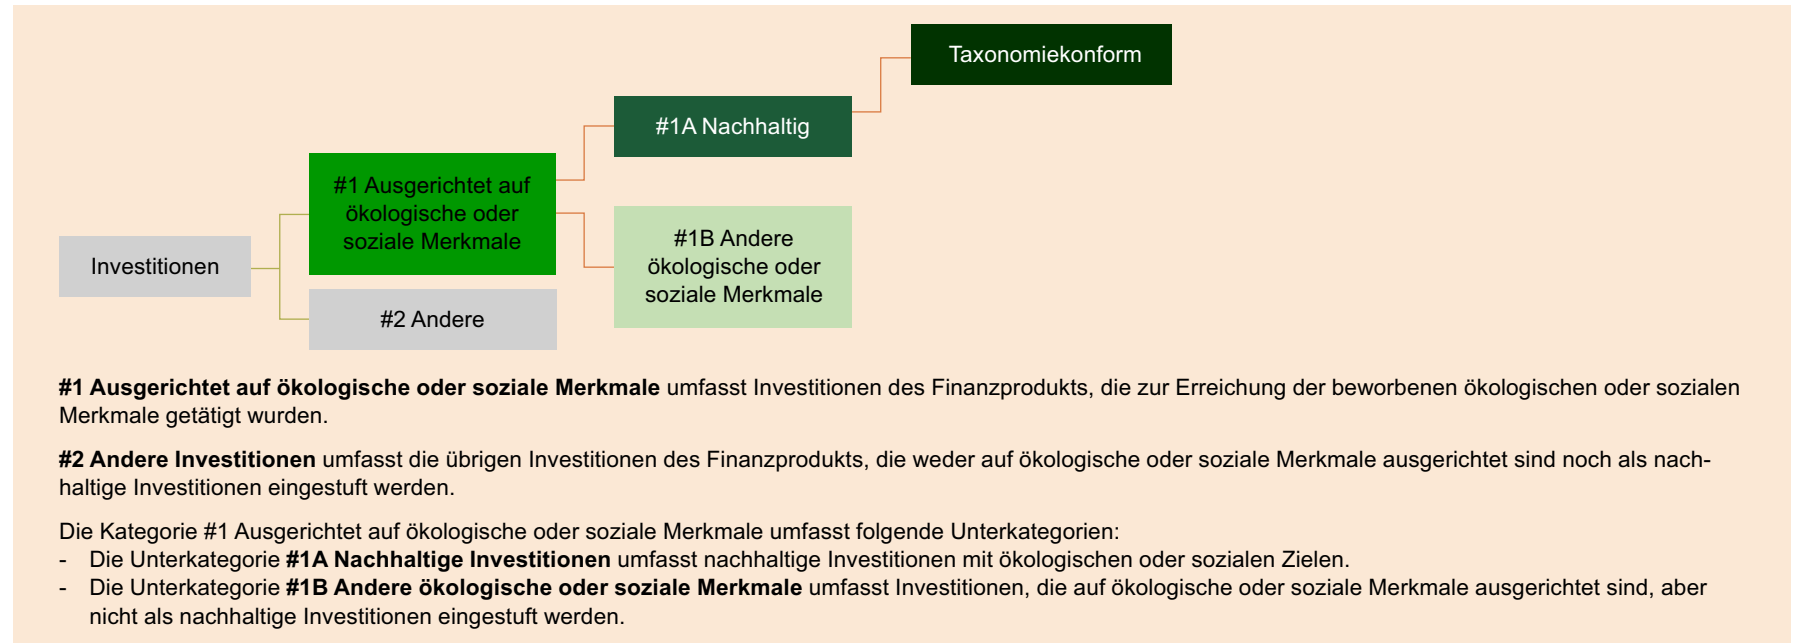 Taxonomiekonform
#1A Nachhaltig
#1 Ausgerichtet auf
ökologische oder
soziale Merkmale
#1B Andere
ökologische oder
soziale Merkmale
Investitionen
#2 Andere
#1 Ausgerichtet auf ökologische oder soziale Merkmale umfasst Investitionen des Finanzprodukts, die zur Erreichung der beworbenen ökologischen oder sozialen
Merkmale getätigt wurden.
#2 Andere Investitionen umfasst die übrigen Investitionen des Finanzprodukts, die weder auf ökologische oder soziale Merkmale ausgerichtet sind noch als nach-
haltige Investitionen eingestuft werden.
Die Kategorie #1 Ausgerichtet auf ökologische oder soziale Merkmale umfasst folgende Unterkategorien:
- Die Unterkategorie #1A Nachhaltige Investitionen umfasst nachhaltige Investitionen mit ökologischen oder sozialen Zielen.
- Die Unterkategorie #1B Andere ökologische oder soziale Merkmale umfasst Investitionen, die auf ökologische oder soziale Merkmale ausgerichtet sind, aber
nicht als nachhaltige Investitionen eingestuft werden.